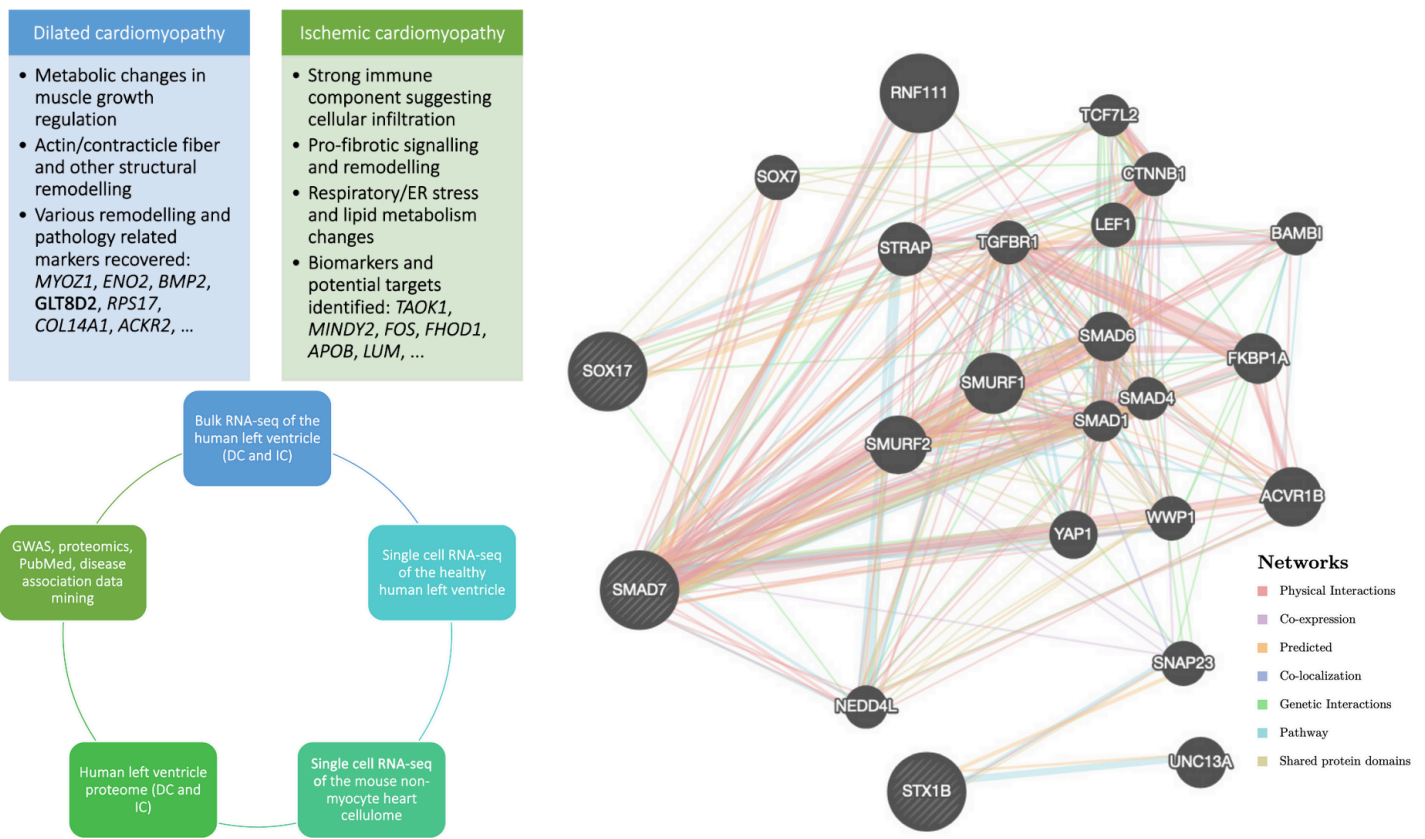 Dilated cardiomyopathy
• Metabolic changes in
muscle growth
regulation
• Actin/contracticle fiber
and other structural
remodelling
• Various remodelling and
pathology related
markers recovered:
MYOZ1, ENO2, BMP2,
GLT8D2, RPS17,
COL14A1, ACKR2, ...
Ischemic cardiomyopathy
• Strong immune
component suggesting
cellular infiltration
• Pro-fibrotic signalling
and remodelling
• Respiratory/ER stress
and lipid metabolism
changes
• Biomarkers and
potential targets
identified: TAOK1,
MINDY2, FOS, FHOD1,
APOB, LUM, ...
Bulk RNA-seq of the
human left ventricle
(DC and IC)
Single cell RNA-seq
of the healthy
human left ventricle
Single cell RNA-seq
of the mouse non-
myocyte heart
cellulome
Human left ventricle
proteome (DC and
IC)
GWAS, proteomics,
PubMed, disease
association data
mining
RNF111
TCF7L2
SOX7
CTNNB1
LEF1
STRAP
TGFBR1
BAMBI
SMAD6
FKBP1A
SOX17
SMURF1
SMAD4
SMAD1
SMURF2
ACVR1B
WWP1
YAP1
SMAD7
SNAP23
NEDD4L
UNC13A
STX1B
Networks
Physical Interactions
Co-expression
Predicted
Co-localization
Genetic Interactions
Pathway
Shared protein domains